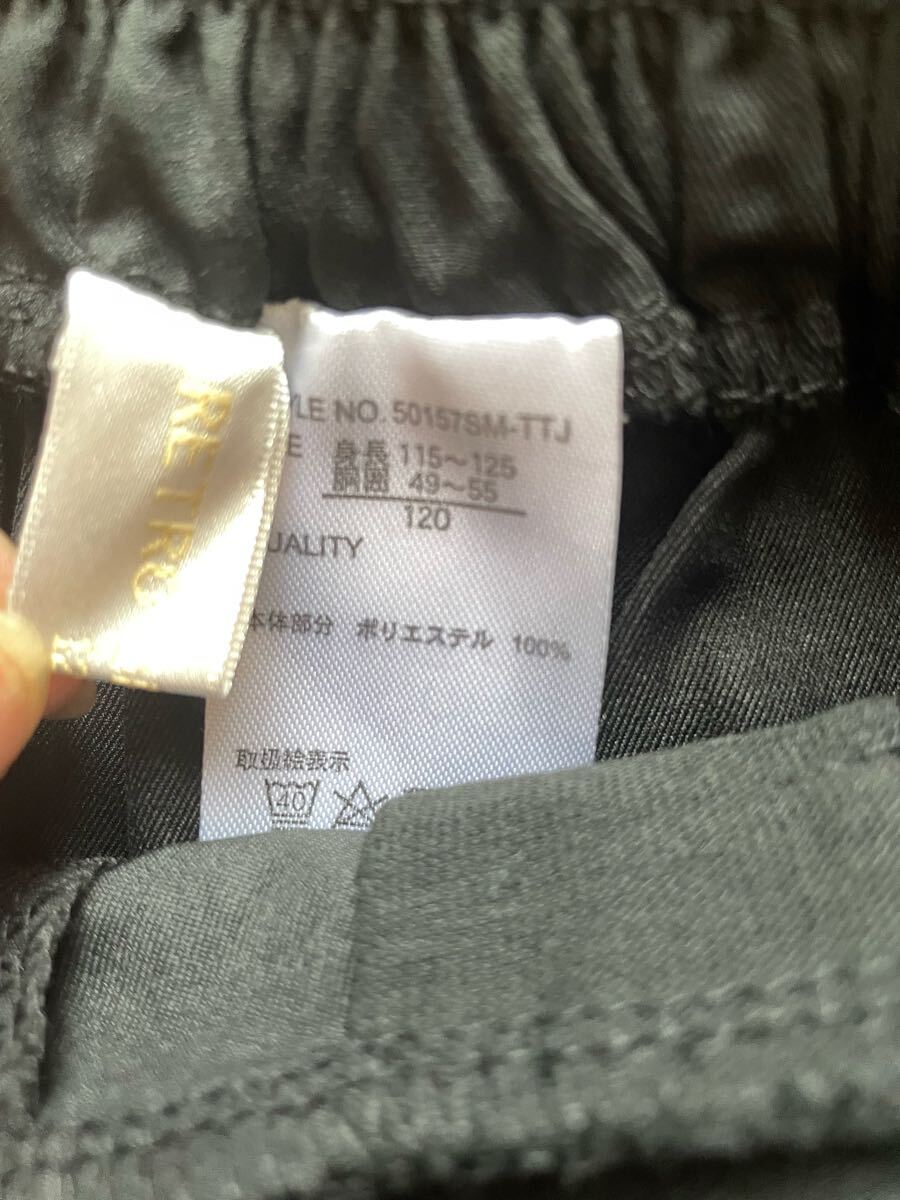 RETRO
YLE NO. 50157SM-TTJ
E 身長 115～125
胴囲 49～55
120
UALITY
本体部分 ポリエステル 100%
取扱絵表示
40